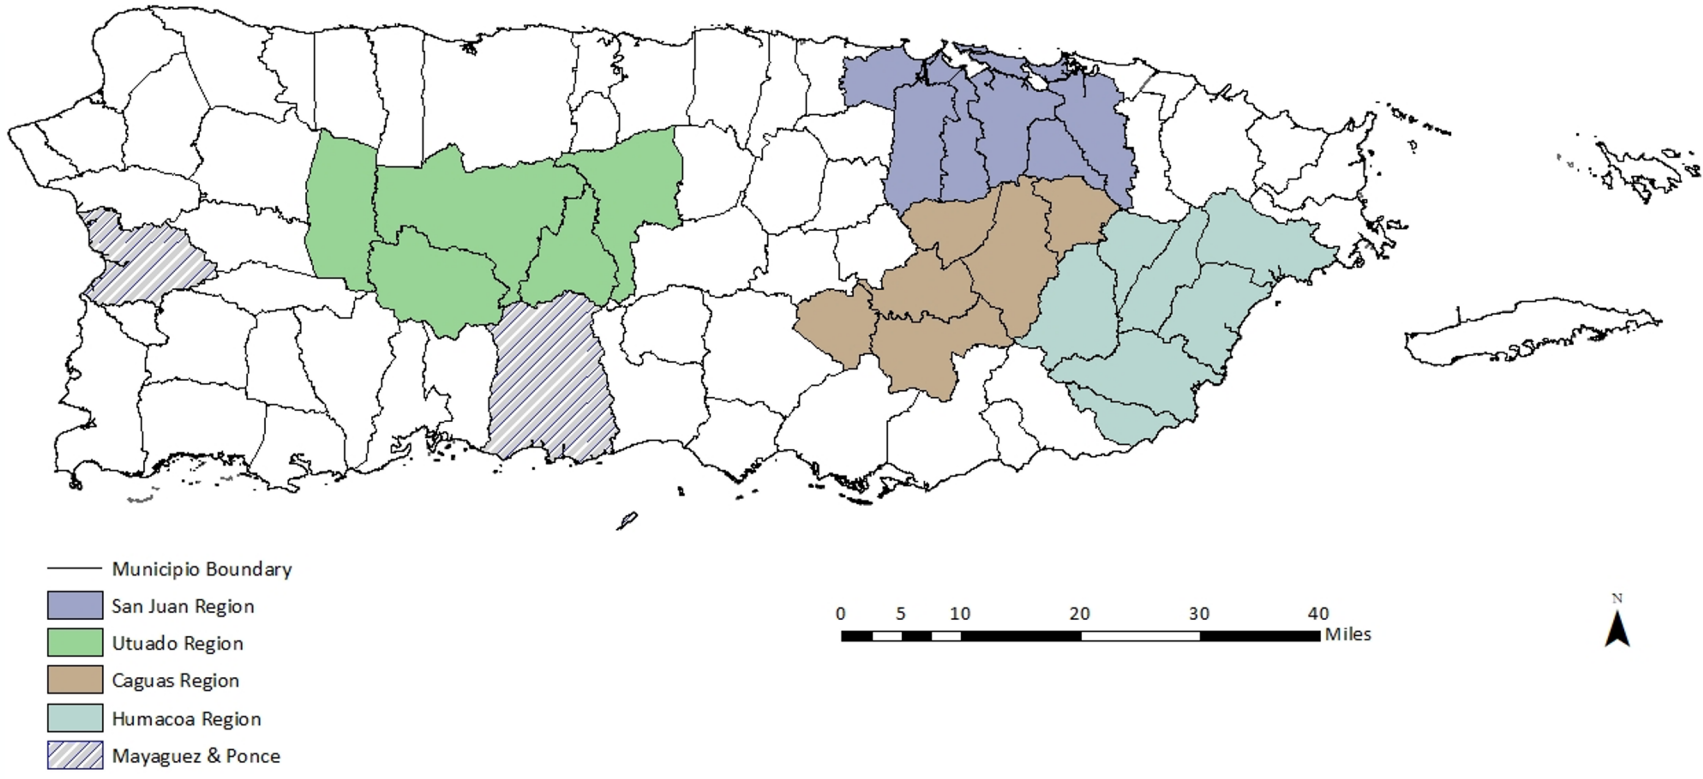 Municipio Boundary
San Juan Region
Utuado Region
Caguas Region
Humacoa Region
Mayaguez & Ponce
0 5 10 20 30 40
Miles
N